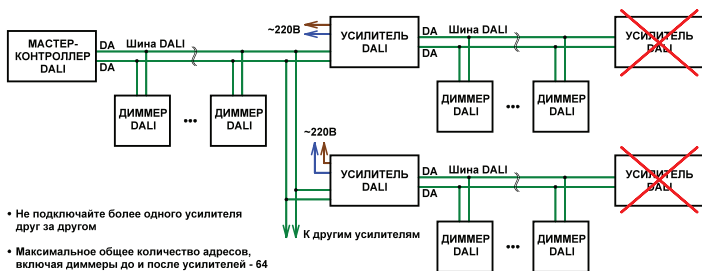 МАСТЕР-
КОНТРОЛЛЕР
DALI
DA
DA
Шина DALI
ДИММЕР
DALI
...
ДИММЕР
DALI
~220В
УСИЛИТЕЛЬ
DALI
DA
DA
Шина DALI
ДИММЕР
DALI
...
ДИММЕР
DALI
УСИЛИТЕЛЬ
DALI
~220В
УСИЛИТЕЛЬ
DALI
DA
DA
Шина DALI
ДИММЕР
DALI
...
ДИММЕР
DALI
УСИЛИТЕЛЬ
DALI
К другим усилителям
• Не подключайте более одного усилителя
друг за другом
• Максимальное общее количество адресов,
включая диммеры до и после усилителей - 64